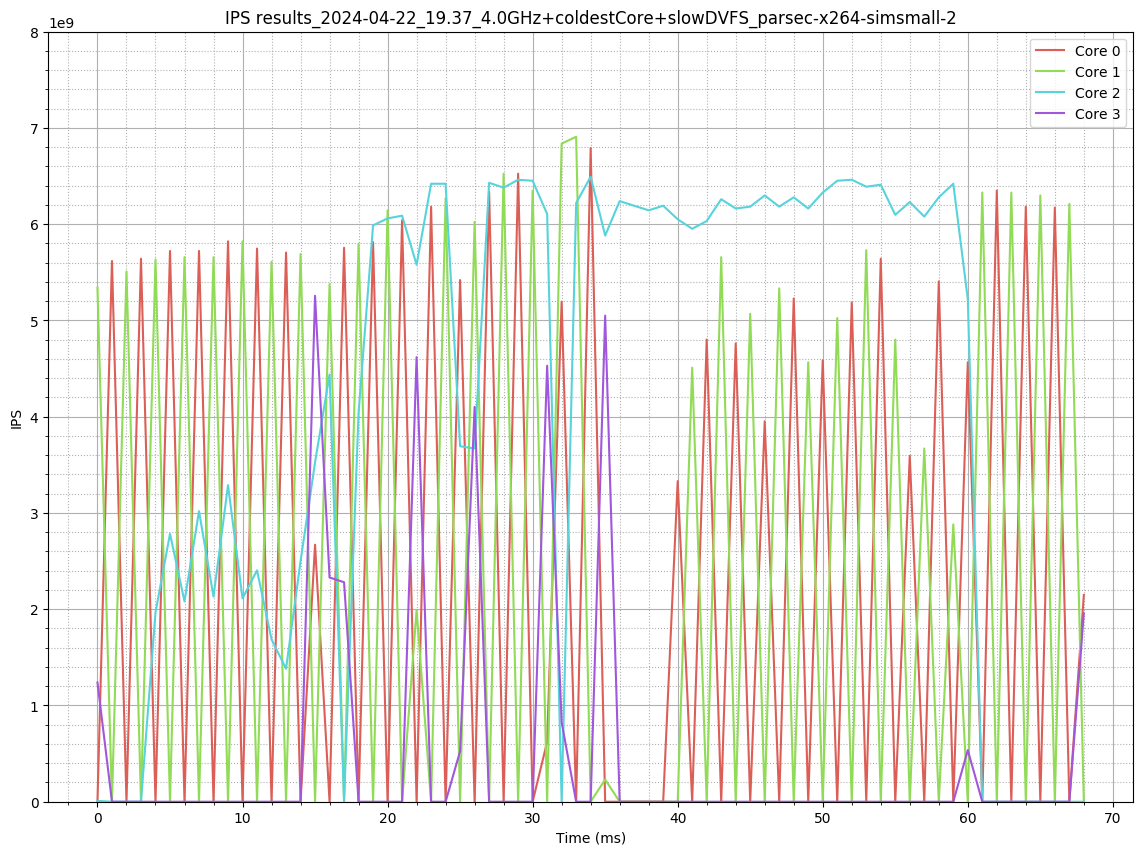 IPS results_2024-04-22_19.37_4.0GHz+coldestCore+slowDVFS_parsec-x264-simsmall-2
1e9
8
7
6
5
4
3
2
1
0
IPS
0 10 20 30 40 50 60 70
Time (ms)
Core 0
Core 1
Core 2
Core 3